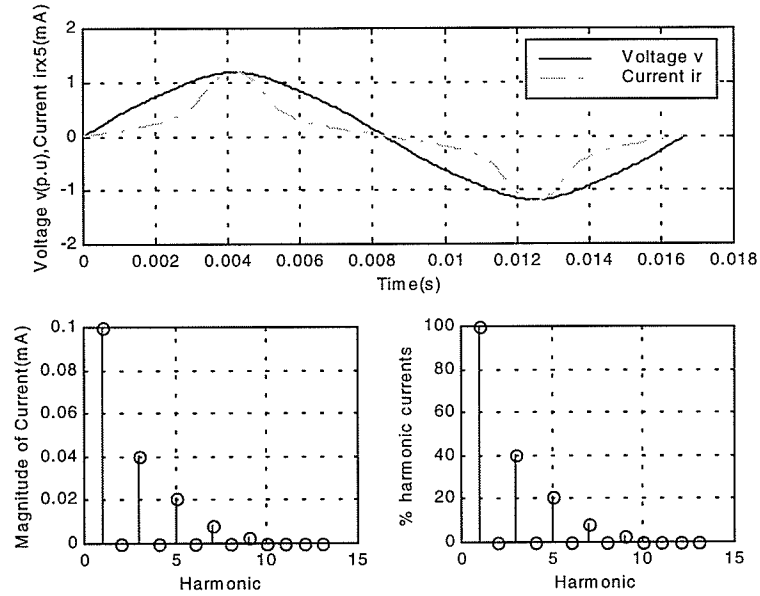 Voltage v(p.u),Current irx5(mA)
2
1
0
-1
-2
Voltage v
Current ir
0 0.002 0.004 0.006 0.008 0.01 0.012 0.014 0.016 0.018
Time(s)
Magnitude of Current(mA)
0.1
0.08
0.06
0.04
0.02
0
0 5 10 15
Harmonic
% harmonic currents
100
80
60
40
20
0
0 5 10 15
Harmonic